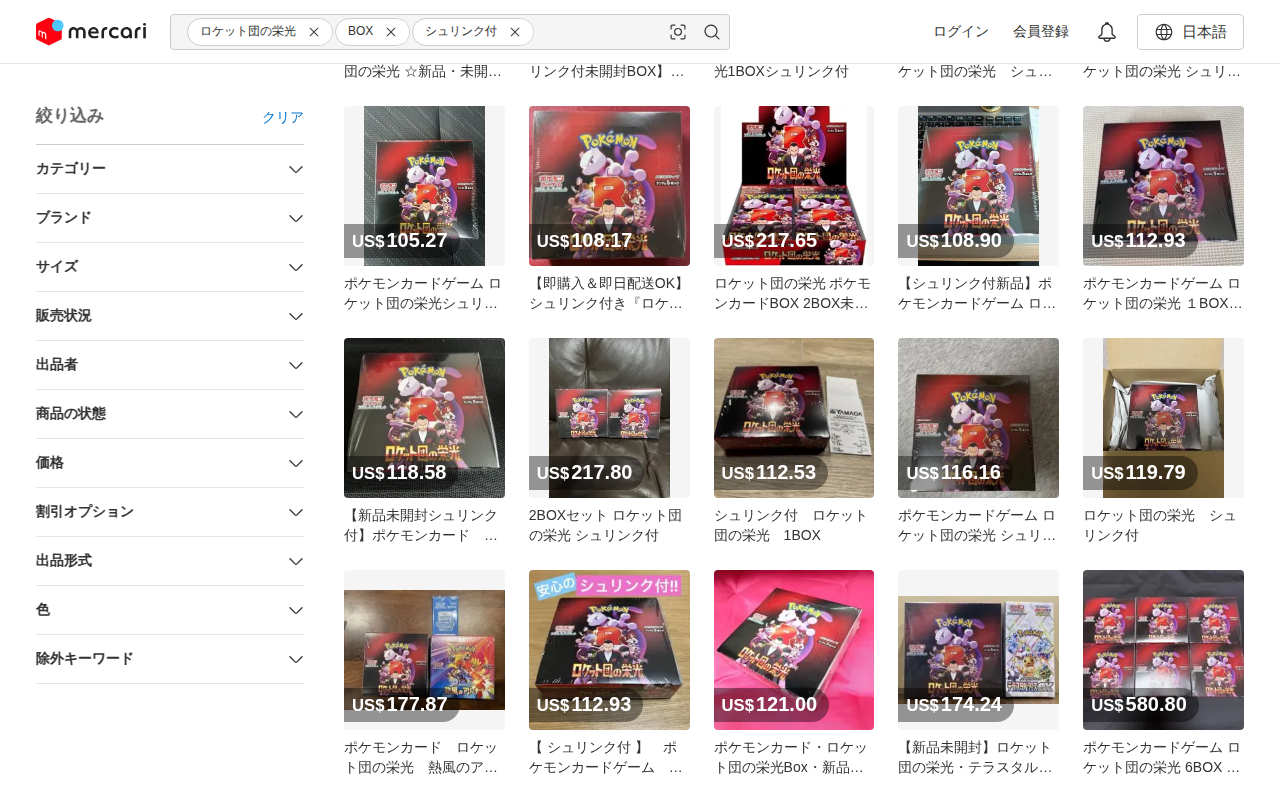 mercari
ロケット団の栄光
BOX
シュリンク付
ログイン
会員登録
日本語
団の栄光 ☆新品・未開…
リンク付未開封BOX】…
光1BOXシュリンク付
ケット団の栄光　シュ…
ケット団の栄光 シュリ…
絞り込み
クリア
カテゴリー
ブランド
サイズ
販売状況
出品者
商品の状態
価格
割引オプション
出品形式
色
除外キーワード
US$105.27
US$108.17
US$217.65
US$108.90
US$112.93
ポケモンカードゲーム ロ
ケット団の栄光シュリ…
【即購入＆即日配送OK】
シュリンク付き『ロケ…
ロケット団の栄光 ポケモ
ンカードBOX 2BOX未…
【シュリンク付新品】ポ
ケモンカードゲーム ロ…
ポケモンカードゲーム ロ
ケット団の栄光 １BOX…
US$118.58
US$217.80
YAMADA
US$112.53
US$116.16
US$119.79
【新品未開封シュリンク
付】ポケモンカード　…
2BOXセット ロケット団
の栄光 シュリンク付
シュリンク付　ロケット
団の栄光　1BOX
ポケモンカードゲーム ロ
ケット団の栄光 シュリ…
ロケット団の栄光　シュ
リンク付
安心の シュリンク付!!
Pokémon
ロケット団の栄光
US$177.87
US$112.93
US$121.00
US$174.24
US$580.80
ポケモンカード　ロケッ
ト団の栄光　熱風のア…
【 シュリンク付 】　ポ
ケモンカードゲーム　…
ポケモンカード・ロケッ
ト団の栄光Box・新品…
【新品未開封】ロケット
団の栄光・テラスタル…
ポケモンカードゲーム ロ
ケット団の栄光 6BOX …